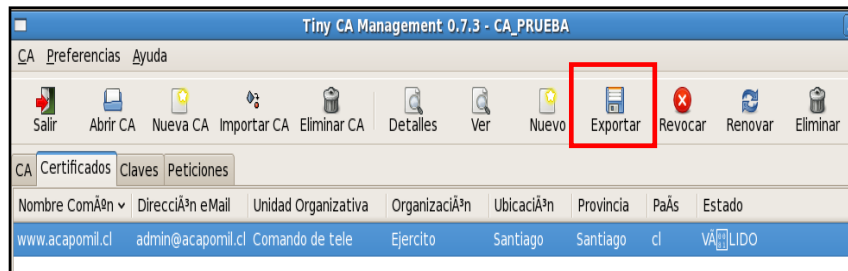 Tiny CA Management 0.7.3 - CA_PRUEBA
CA Preferencias Ayuda
Salir Abrir CA Nueva CA Importar CA Eliminar CA Detalles Ver Nuevo Exportar Revocar Renovar Eliminar
CA Certificados Claves Peticiones
Nombre ComÃºn DirecciÃ³n eMail Unidad Organizativa OrganizaciÃ³n UbicaciÃ³n Provincia PaÃs Estado
www.acapomil.cl admin@acapomil.cl Comando de tele Ejercito Santiago Santiago cl VÃLIDO